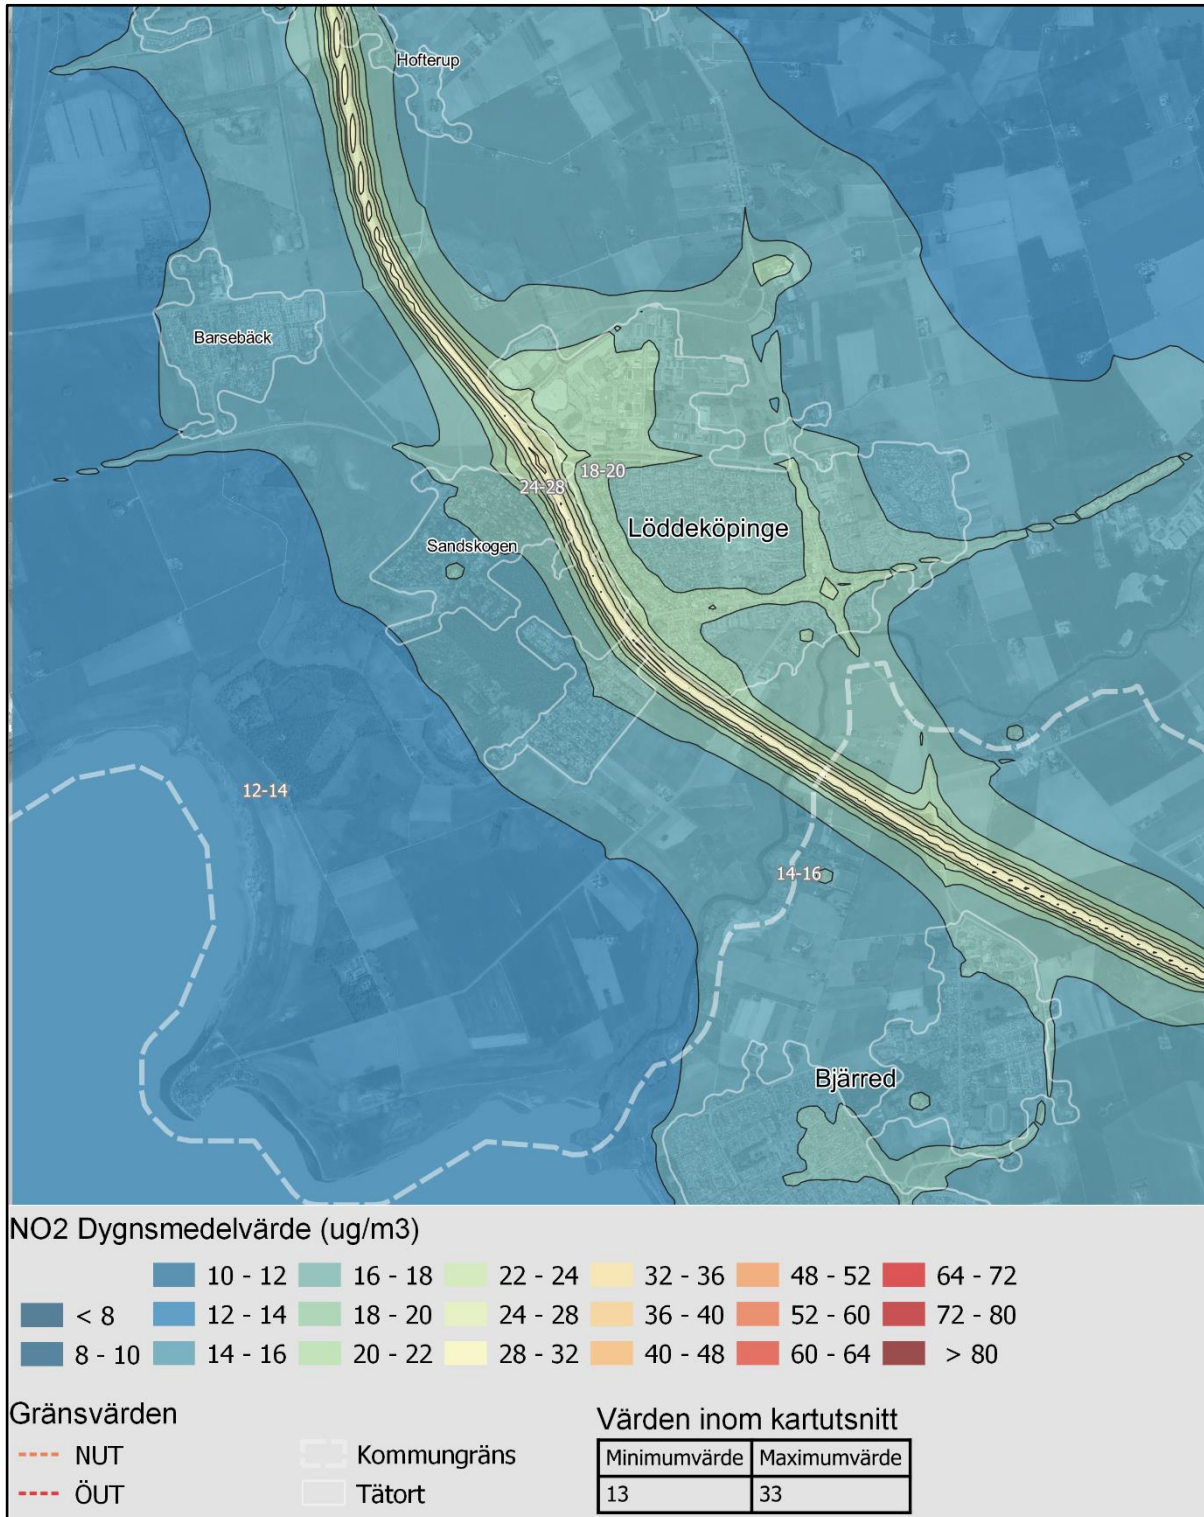 Hofterup
Barsebäck
18-20
24-28
Löddeköpinge
Sandskogen
12-14
14-16
Bjärred
NO2 Dygnsmedelvärde (ug/m3)
10 - 12 16 - 18 22 - 24 32 - 36 48 - 52 64 - 72
< 8 12 - 14 18 - 20 24 - 28 36 - 40 52 - 60 72 - 80
8 - 10 14 - 16 20 - 22 28 - 32 40 - 48 60 - 64 > 80
Gränsvärden
NUT
ÖUT
Kommungräns
Tätort
Värden inom kartutsnitt
Minimumvärde Maximumvärde
13 33